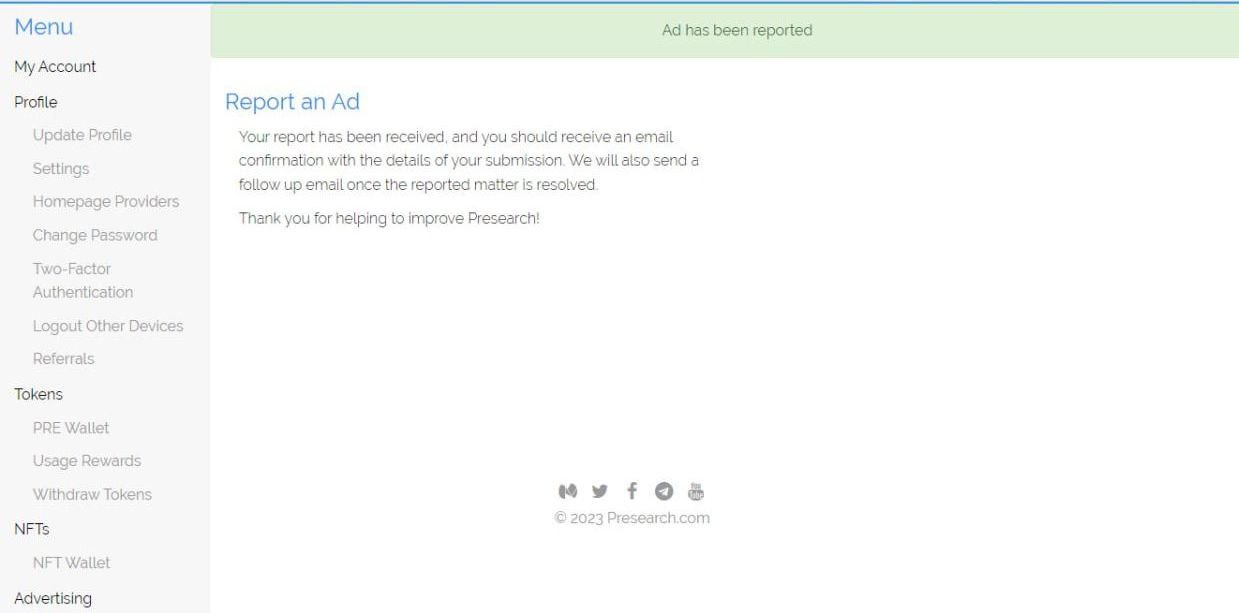 Menu
My Account
Profile
Update Profile
Settings
Homepage Providers
Change Password
Two-Factor
Authentication
Logout Other Devices
Referrals
Tokens
PRE Wallet
Usage Rewards
Withdraw Tokens
NFTs
NFT Wallet
Advertising
Ad has been reported
Report an Ad
Your report has been received, and you should receive an email
confirmation with the details of your submission. We will also send a
follow up email once the reported matter is resolved.
Thank you for helping to improve Presearch!
You
Tube
© 2023 Presearch.com